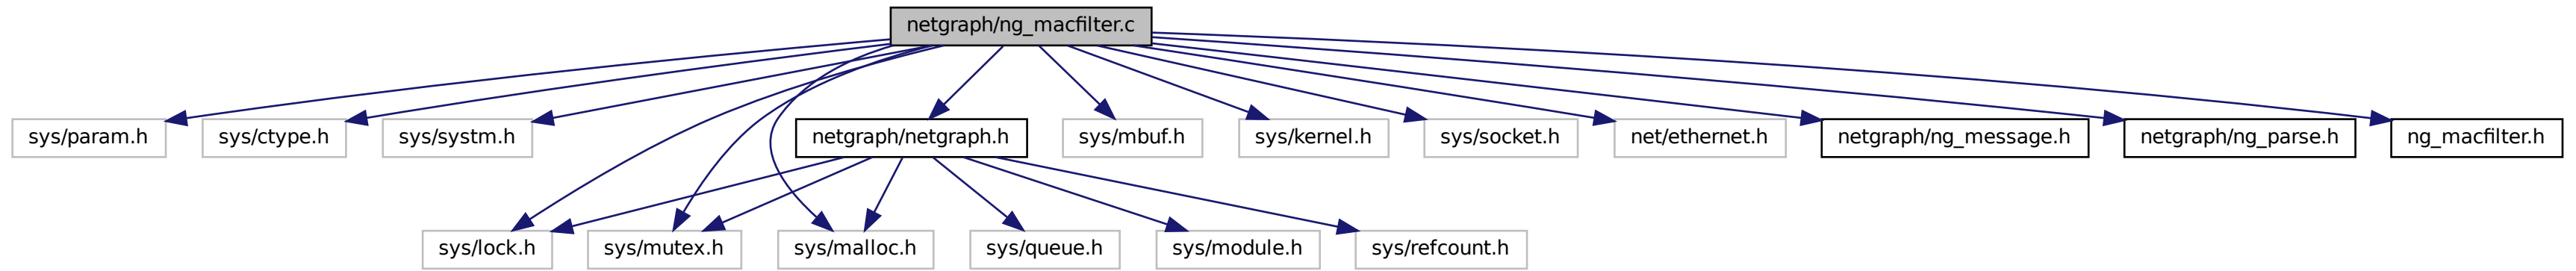 netgraph/ng_macfilter.c
sys/param.h
sys/ctype.h
sys/systm.h
netgraph/netgraph.h
sys/mbuf.h
sys/kernel.h
sys/socket.h
net/ethernet.h
netgraph/ng_message.h
netgraph/ng_parse.h
ng_macfilter.h
sys/lock.h
sys/mutex.h
sys/malloc.h
sys/queue.h
sys/module.h
sys/refcount.h